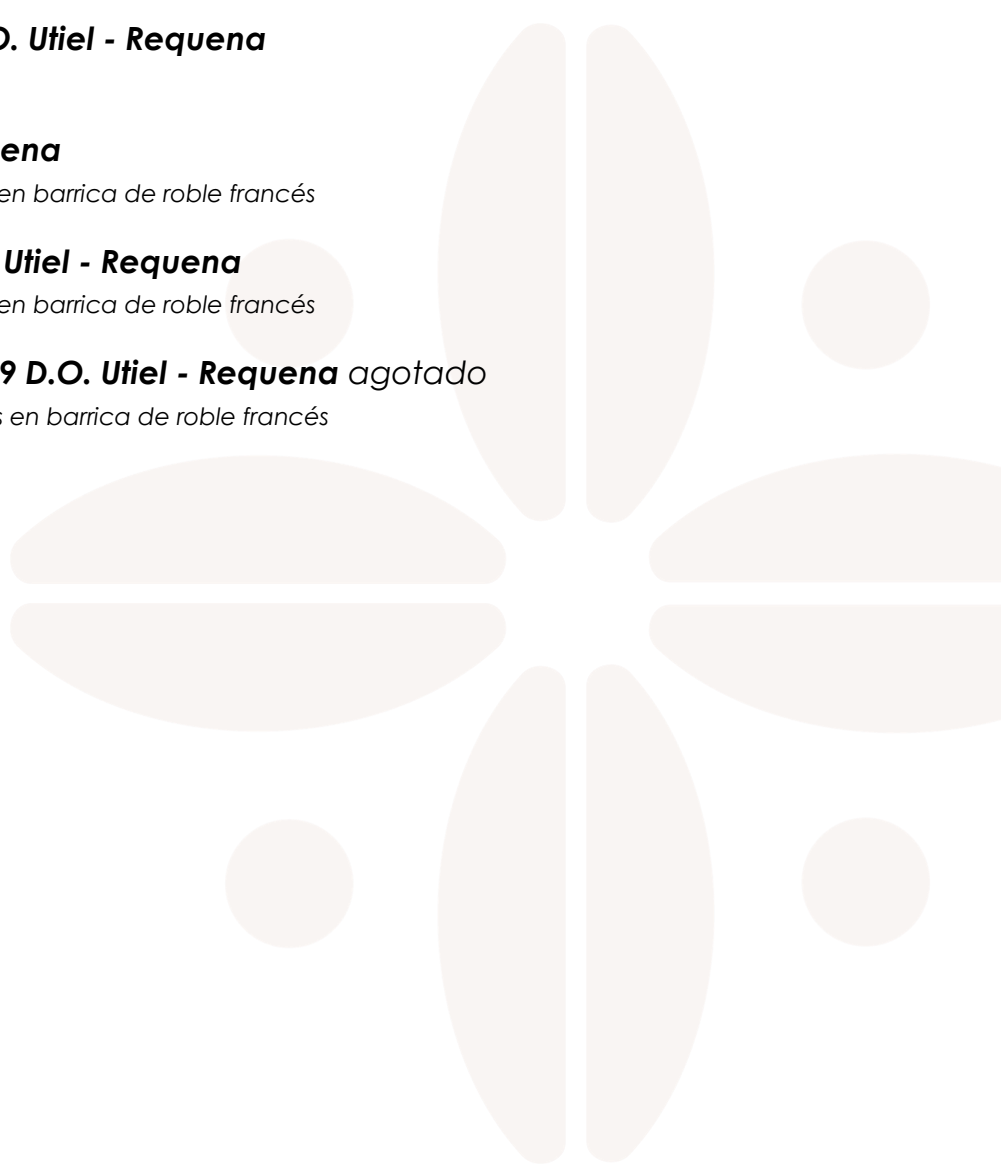 . Utiel - Requena
en barrica de roble francés
Utiel - Requena
en barrica de roble francés
9 D.O. Utiel - Requena agotado
en barrica de roble francés